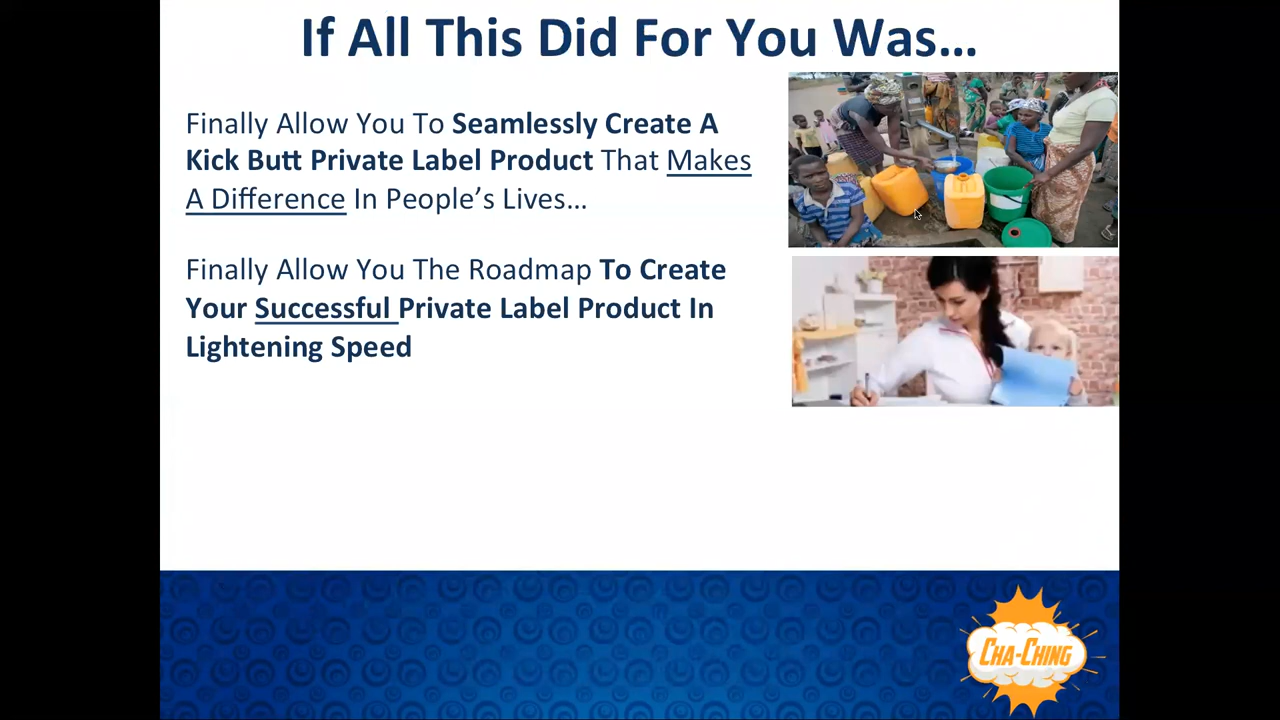 If All This Did For You Was...
Finally Allow You To Seamlessly Create A
Kick Butt Private Label Product That Makes
A Difference In People’s Lives...
Finally Allow You The Roadmap To Create
Your Successful Private Label Product In
Lightening Speed
CHA-CHING